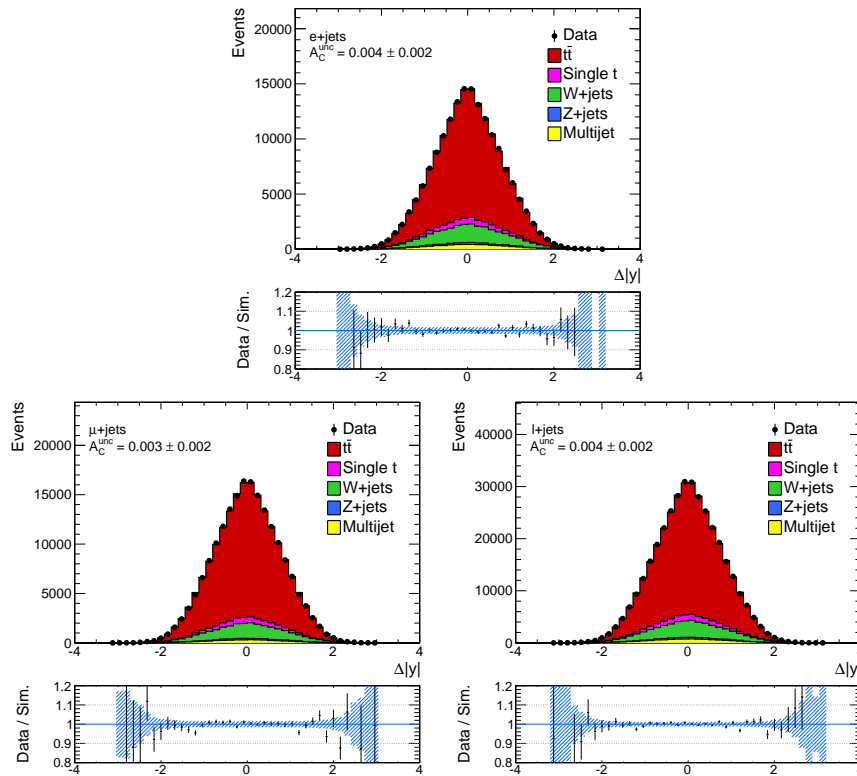 Events
20000
15000
10000
5000
0
e+jets
A_C^unc = 0.004 ± 0.002
Data
tt̄
Single t
W+jets
Z+jets
Multijet
-4 -2 0 2 4
Δ|y|
Data / Sim.
1.2
1.1
1
0.9
0.8
-4 -2 0 2 4
Events
20000
15000
10000
5000
0
μ+jets
A_C^unc = 0.003 ± 0.002
Data
tt̄
Single t
W+jets
Z+jets
Multijet
-4 -2 0 2 4
Δ|y|
Data / Sim.
1.2
1.1
1
0.9
0.8
-4 -2 0 2 4
Events
40000
30000
20000
10000
0
l+jets
A_C^unc = 0.004 ± 0.002
Data
tt̄
Single t
W+jets
Z+jets
Multijet
-4 -2 0 2 4
Δ|y|
Data / Sim.
1.2
1.1
1
0.9
0.8
-4 -2 0 2 4